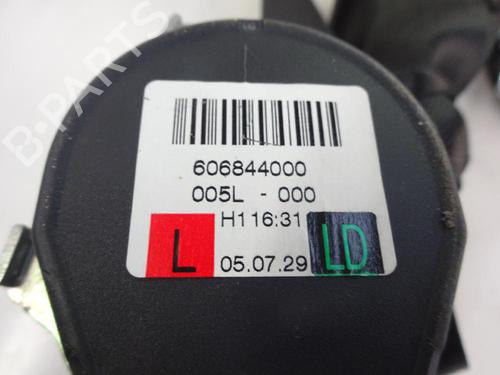 B-PARTS
606844000
005L - 000
H116:31
L 05.07.29 LD